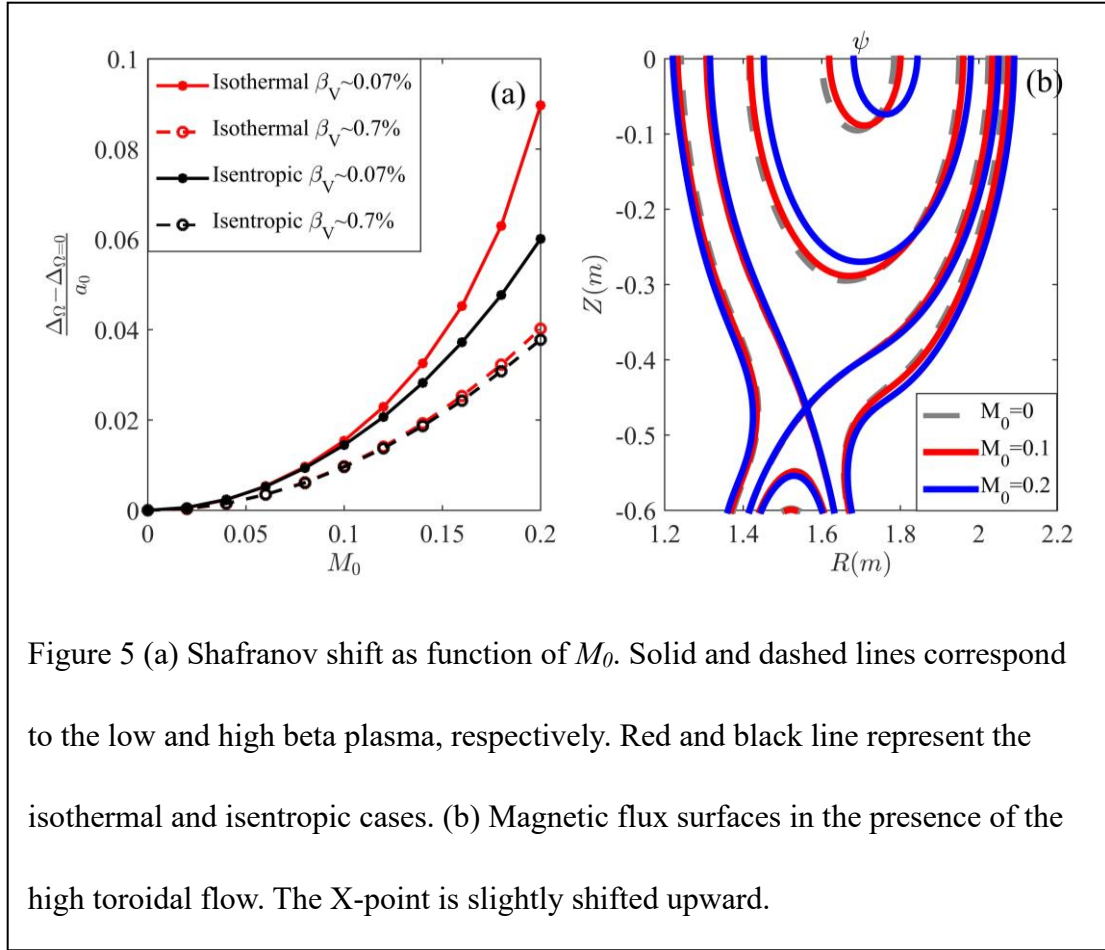 0.1
0.08
0.06
0.04
0.02
0
0
0.05
0.1
0.15
0.2
M₀
Δ_Ω−Δ_Ω=0
a₀
Isothermal β_V~0.07%
Isothermal β_V~0.7%
Isentropic β_V~0.07%
Isentropic β_V~0.7%
(a)
ψ
(b)
0
-0.1
-0.2
-0.3
-0.4
-0.5
-0.6
Z(m)
1.2
1.4
1.6
1.8
2
2.2
R(m)
M₀=0
M₀=0.1
M₀=0.2
Figure 5 (a) Shafranov shift as function of M₀. Solid and dashed lines correspond
to the low and high beta plasma, respectively. Red and black line represent the
isothermal and isentropic cases. (b) Magnetic flux surfaces in the presence of the
high toroidal flow. The X-point is slightly shifted upward.